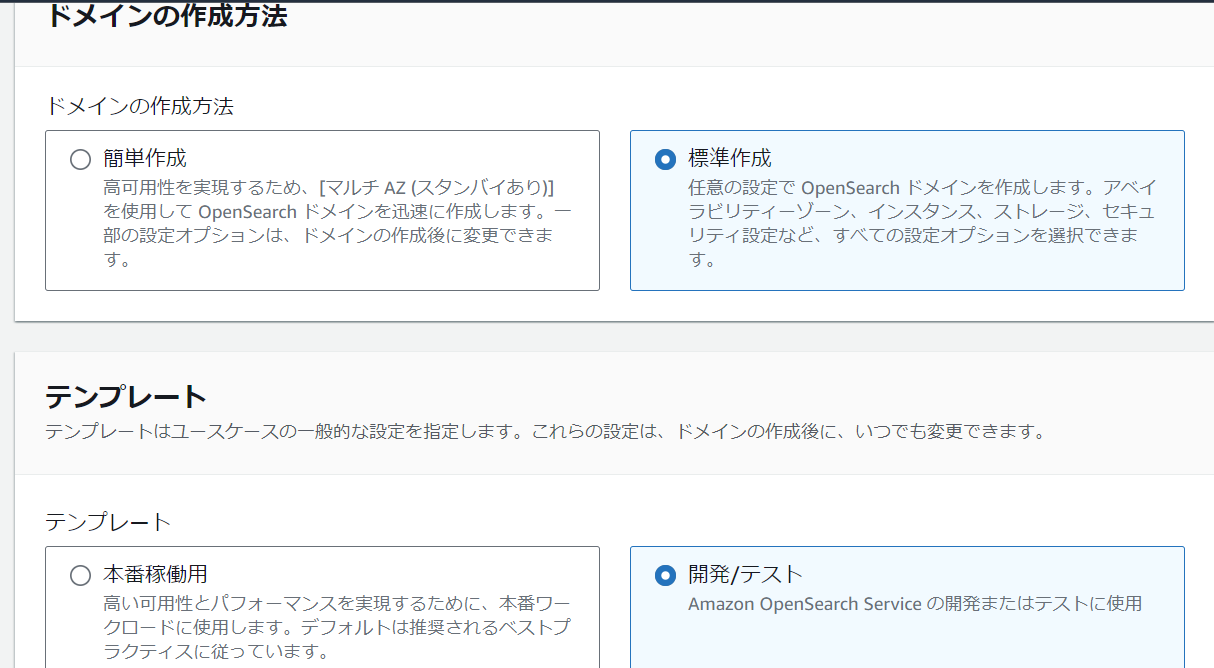 ドメインの作成方法
ドメインの作成方法
簡単作成
高可用性を実現するため、[マルチ AZ (スタンバイあり)]
を使用して OpenSearch ドメインを迅速に作成します。一
部の設定オプションは、ドメインの作成後に変更できま
す。
標準作成
任意の設定で OpenSearch ドメインを作成します。アベイ
ラビリティーゾーン、インスタンス、ストレージ、セキュ
リティ設定など、すべての設定オプションを選択できま
す。
テンプレート
テンプレートはユースケースの一般的な設定を指定します。これらの設定は、ドメインの作成後に、いつでも変更できます。
テンプレート
本番稼働用
高い可用性とパフォーマンスを実現するために、本番ワー
クロードに使用します。デフォルトは推奨されるベストプ
ラクティスに従っています。
開発/テスト
Amazon OpenSearch Service の開発またはテストに使用